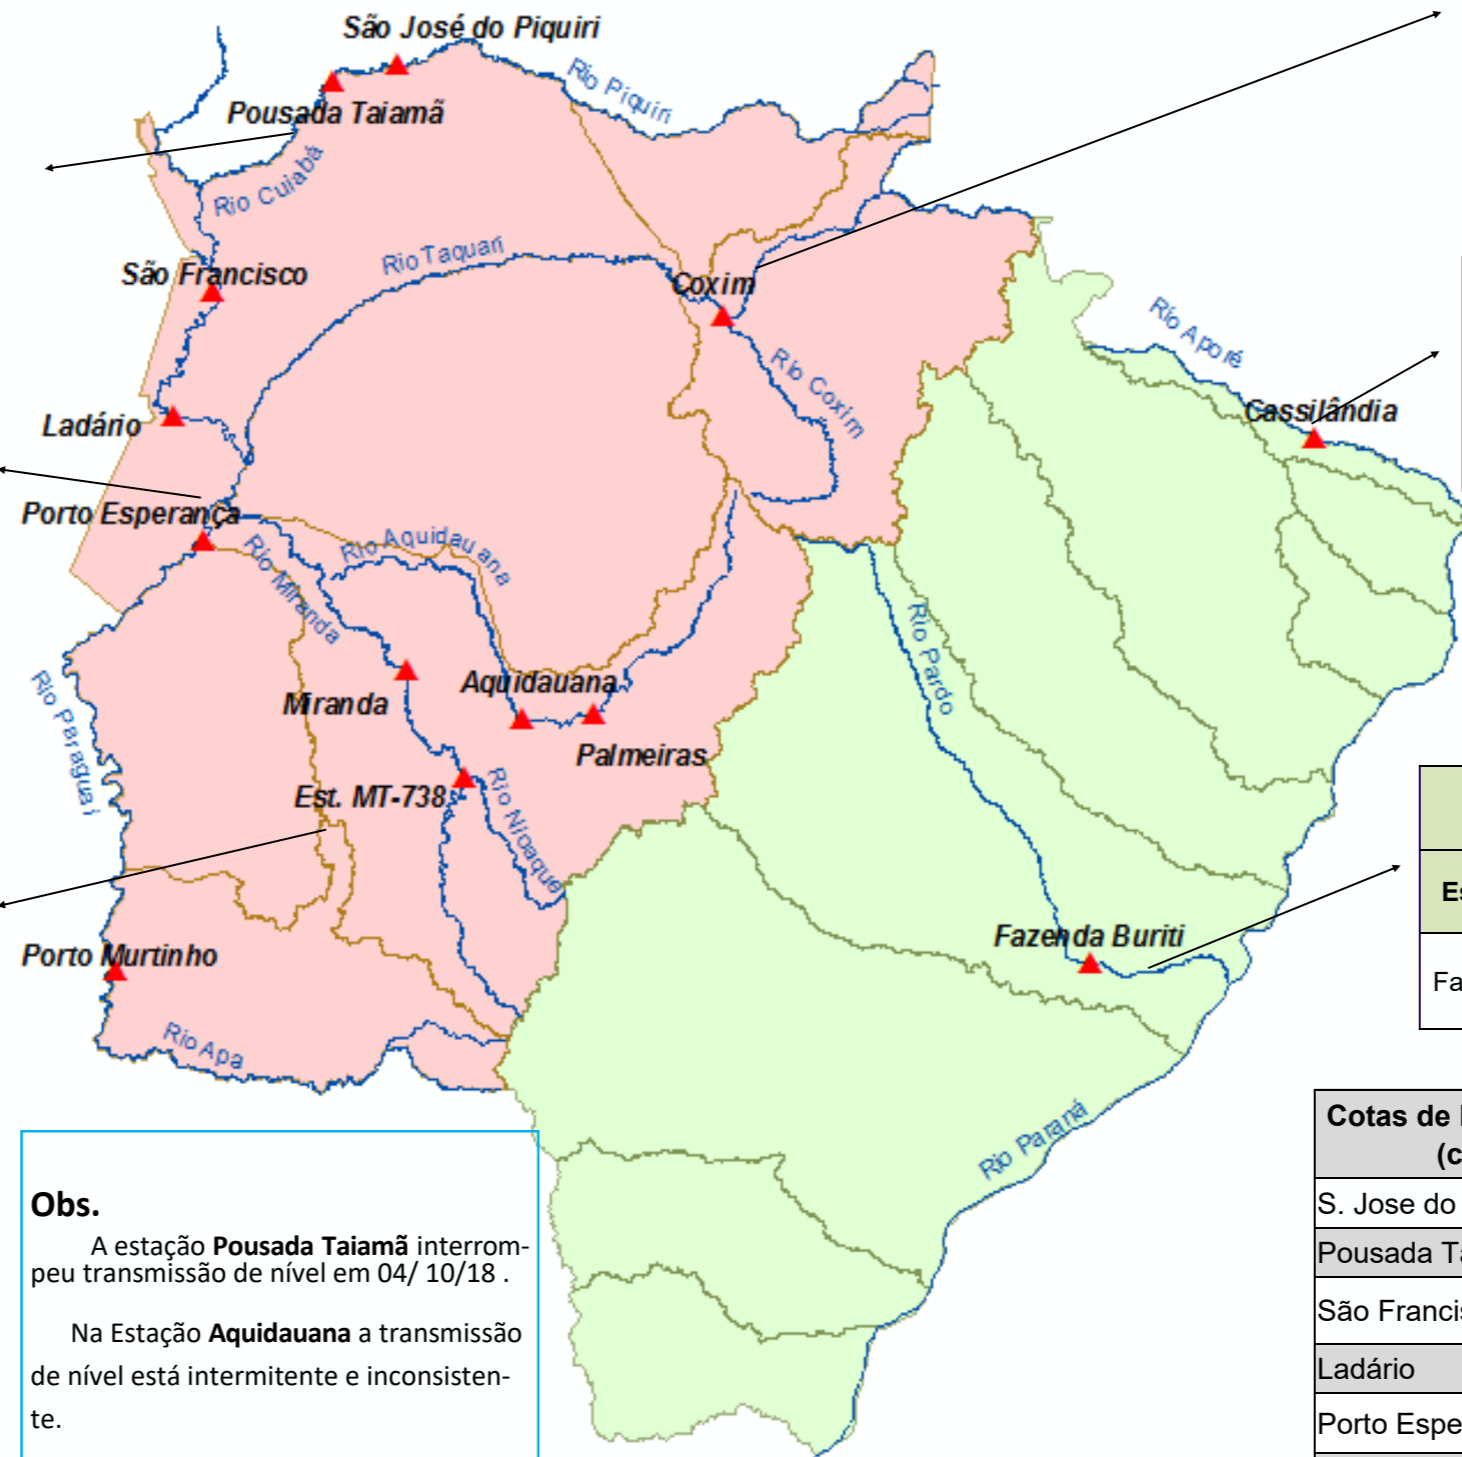 São José do Piquiri
Rio Piquiri
Pousada Taiamã
Rio Cuiabá
Rio Taquari
São Francisco
Coxim
Rio Aporé
Rio Coxim
Cassilândia
Ladário
Porto Esperança
Rio Aquidauana
Rio Miranda
Rio Pardo
Rio Paraguai
Aquidauana
Miranda
Palmeiras
Est. MT-738
Rio Nioaque
Es
Fazenda Buriti
Porto Murtinho
Fa
Rio Apa
Rio Paraná
Cotas de
(c
S. Jose do
Pousada Ta
São Francis
Ladário
Porto Espe
Obs.
A estação Pousada Taiamã interrom-
peu transmissão de nível em 04/ 10/18 .
Na Estação Aquidauana a transmissão
de nível está intermitente e inconsisten-
te.